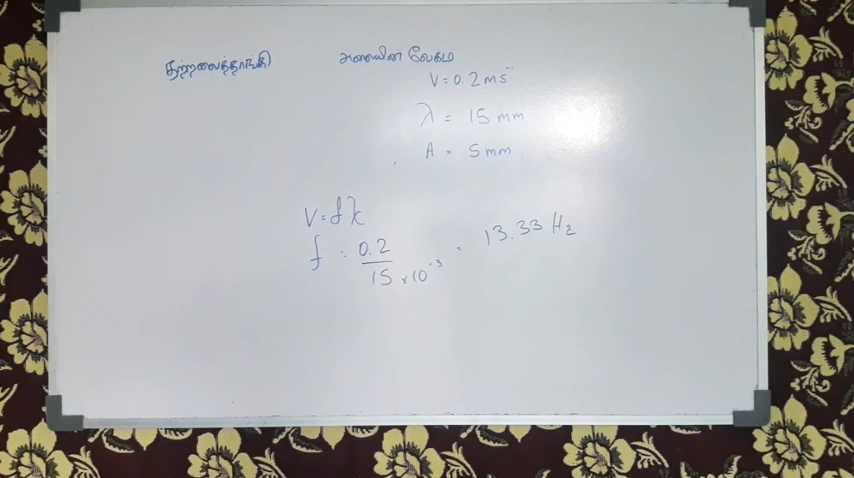 குற்றலைத்தாங்கி அலையின் வேகம்
V = 0.2 ms⁻¹
λ = 15 mm
A = 5 mm
V = fλ
f = 0.2 / 15 × 10⁻³ = 13.33 Hz